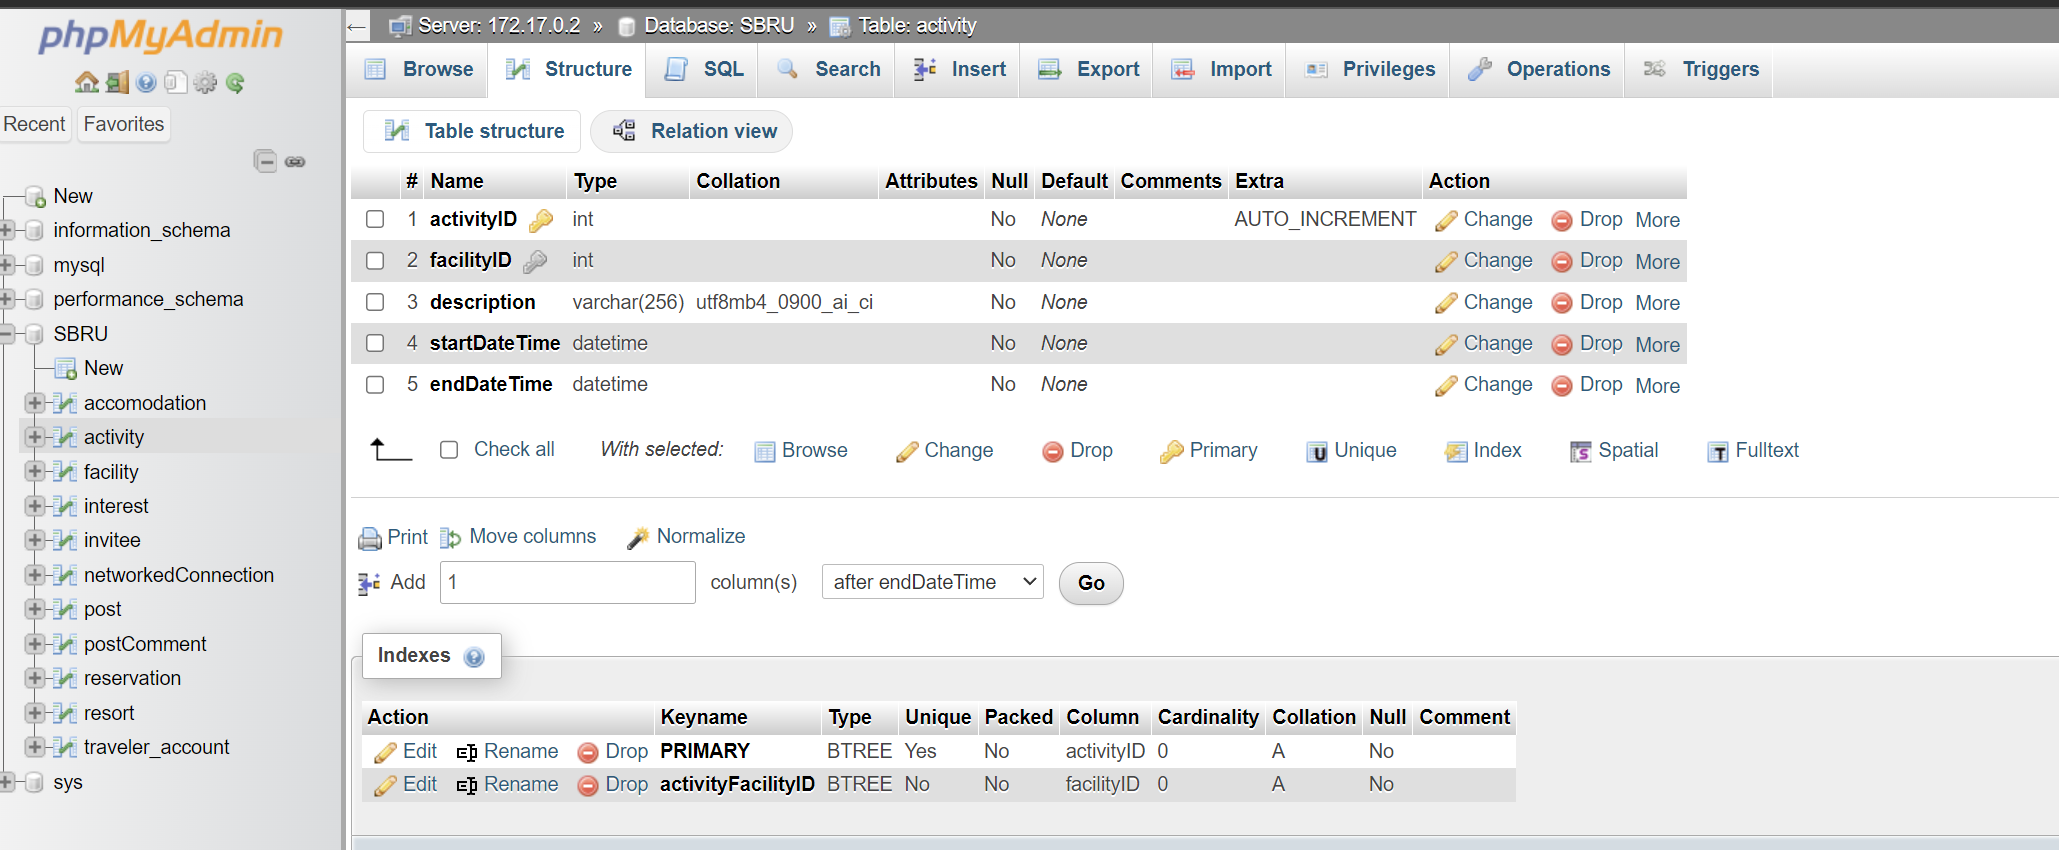 phpMyAdmin
Recent Favorites
New
information_schema
mysql
performance_schema
SBRU
New
accomodation
activity
facility
interest
invitee
networkedConnection
post
postComment
reservation
resort
traveler_account
sys
← Server: 172.17.0.2 » Database: SBRU » Table: activity
Browse Structure SQL Search Insert Export Import Privileges Operations Triggers
Table structure Relation view
# Name Type Collation Attributes Null Default Comments Extra Action
1 activityID int No None AUTO_INCREMENT Change Drop More
2 facilityID int No None Change Drop More
3 description varchar(256) utf8mb4_0900_ai_ci No None Change Drop More
4 startDateTime datetime No None Change Drop More
5 endDateTime datetime No None Change Drop More
Check all With selected: Browse Change Drop Primary Unique Index Spatial Fulltext
Print Move columns Normalize
Add 1 column(s) after endDateTime Go
Indexes
Action Keyname Type Unique Packed Column Cardinality Collation Null Comment
Edit Rename Drop PRIMARY BTREE Yes No activityID 0 A No
Edit Rename Drop activityFacilityID BTREE No No facilityID 0 A No